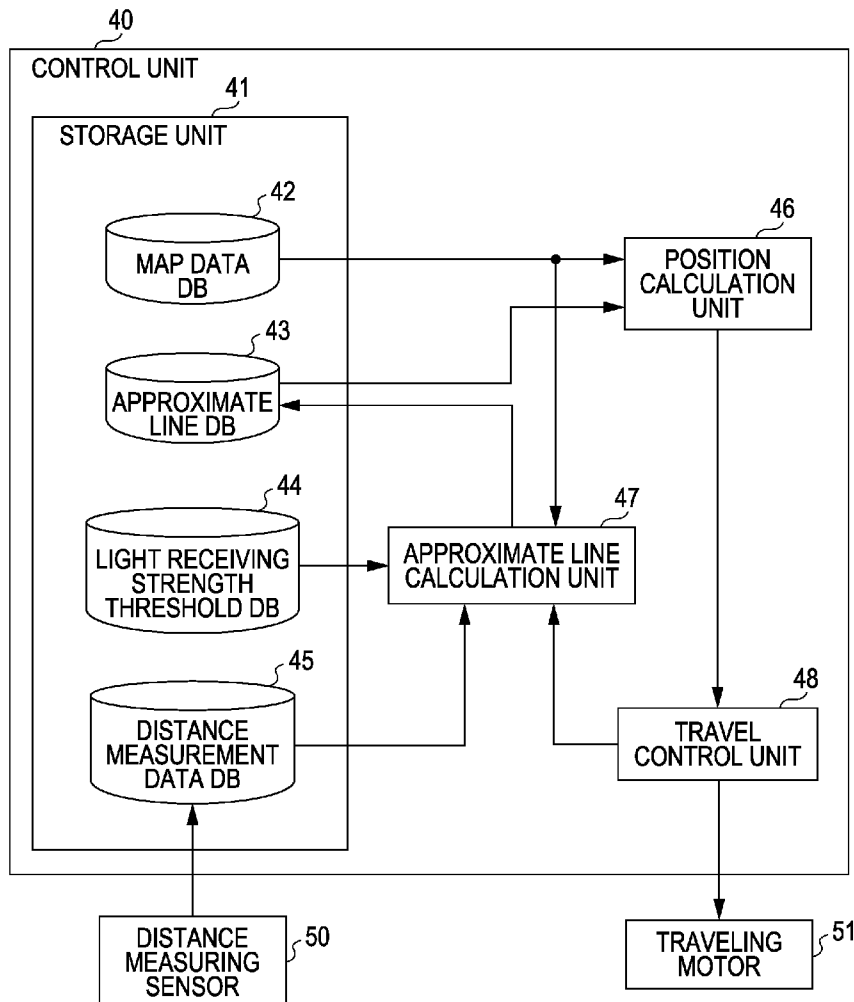 40
CONTROL UNIT
41
STORAGE UNIT
42
MAP DATA
DB
46
POSITION
CALCULATION
UNIT
43
APPROXIMATE
LINE DB
44
LIGHT RECEIVING
STRENGTH
THRESHOLD DB
47
APPROXIMATE LINE
CALCULATION UNIT
45
DISTANCE
MEASUREMENT
DATA DB
48
TRAVEL
CONTROL UNIT
DISTANCE
MEASURING
SENSOR
50
TRAVELING
MOTOR
51